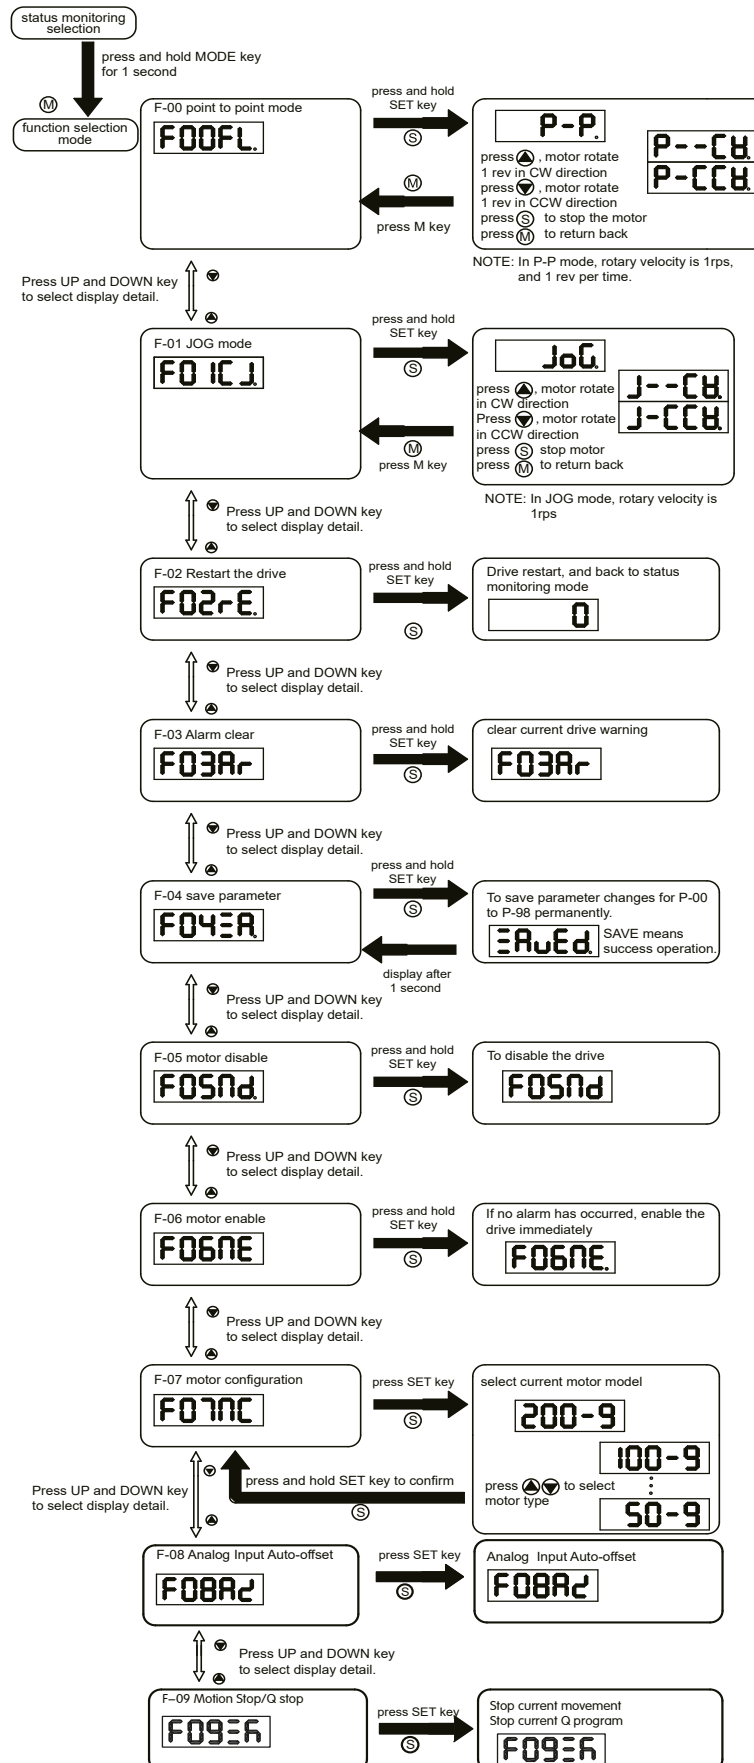 status monitoring
selection
press and hold MODE key
for 1 second
M
function selection
mode
F-00 point to point mode
F00FL.
press and hold
SET key
S
M
press M key
P-P.
press , motor rotate
1 rev in CW direction
press , motor rotate
1 rev in CCW direction
press S to stop the motor
press M to return back
P--CW.
P-CCW.
NOTE: In P-P mode, rotary velocity is 1rps,
and 1 rev per time.
Press UP and DOWN key
to select display detail.
F-01 JOG mode
F01CJ.
press and hold
SET key
S
M
press M key
JoG.
press , motor rotate
in CW direction
Press , motor rotate
in CCW direction
press S stop motor
press M to return back
J--CW.
J-CCW.
NOTE: In JOG mode, rotary velocity is
1rps
Press UP and DOWN key
to select display detail.
F-02 Restart the drive
F02rE.
press and hold
SET key
S
Drive restart, and back to status
monitoring mode
0
Press UP and DOWN key
to select display detail.
F-03 Alarm clear
F03Ar
press and hold
SET key
S
clear current drive warning
F03Ar
Press UP and DOWN key
to select display detail.
F-04 save parameter
F04ΞA.
press and hold
SET key
S
display after
1 second
To save parameter changes for P-00
to P-98 permanently.
ΞAvEd. SAVE means
success operation.
Press UP and DOWN key
to select display detail.
F-05 motor disable
F05Md.
press and hold
SET key
S
To disable the drive
F05Md
Press UP and DOWN key
to select display detail.
F-06 motor enable
F06ME
press and hold
SET key
S
If no alarm has occurred, enable the
drive immediately
F06ME.
Press UP and DOWN key
to select display detail.
F-07 motor configuration
F07MC
press SET key
S
select current motor model
200-9
100-9
press to select
motor type
50-9
press and hold SET key to confirm
S
Press UP and DOWN key
to select display detail.
F-08 Analog Input Auto-offset
F08Ad
press SET key
S
Analog Input Auto-offset
F08Ad
Press UP and DOWN key
to select display detail.
F-09 Motion Stop/Q stop
F09Ξh
press SET key
S
Stop current movement
Stop current Q program
F09Ξh